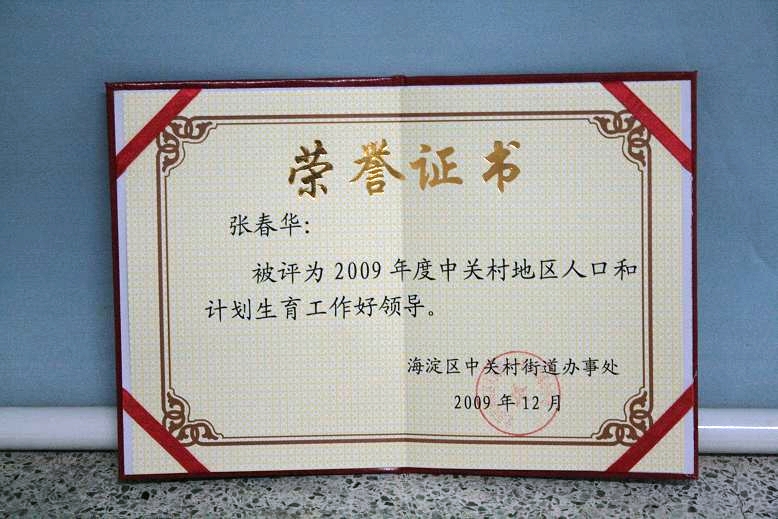 荣誉证书
张春华：
被评为2009年度中关村地区人口和
计划生育工作好领导。
海淀区中关村街道办事处
2009年12月